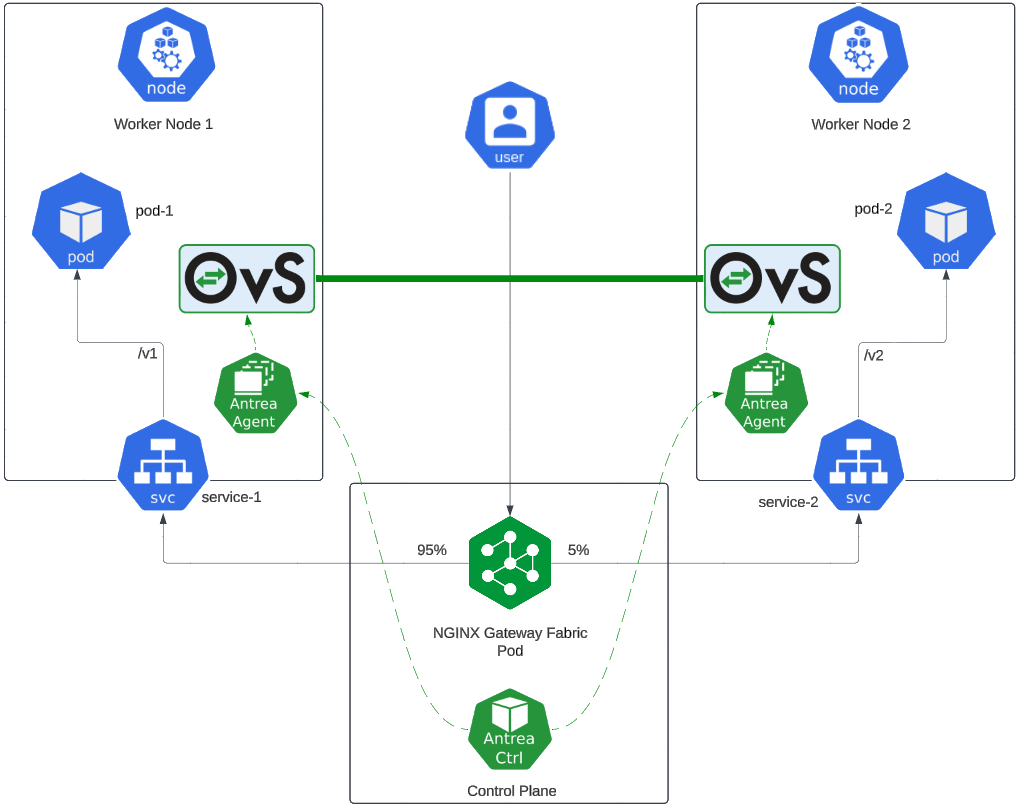 node
Worker Node 1
node
Worker Node 2
user
pod-1
pod
pod-2
pod
OvS
OvS
/v1
/v2
Antrea
Agent
Antrea
Agent
svc
service-1
service-2
svc
95%
5%
NGINX Gateway Fabric
Pod
Antrea
Ctrl
Control Plane